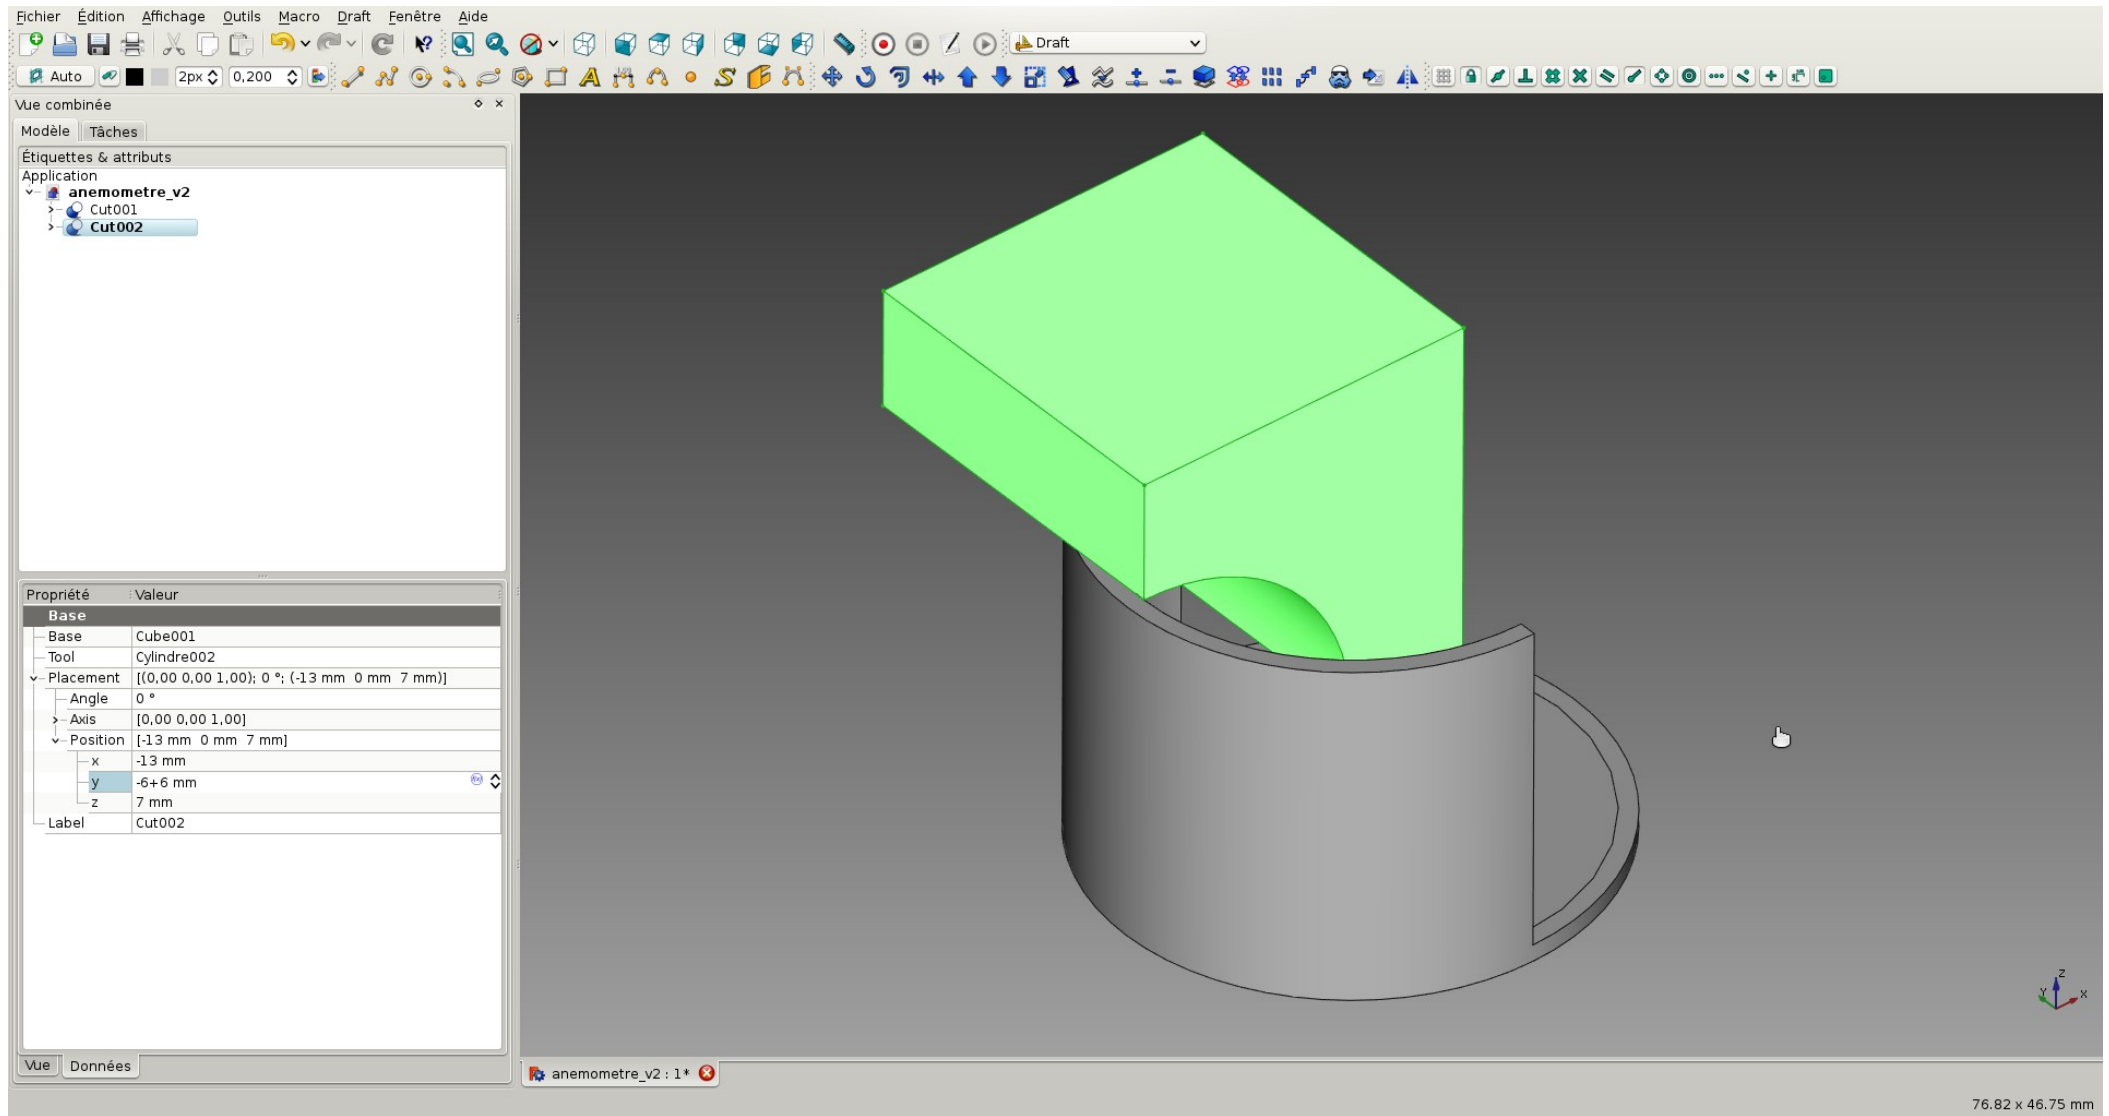 Fichier Édition Affichage Outils Macro Draft Fenêtre Aide
Draft
Auto 2px 0,200
Vue combinée
Modèle Tâches
Étiquettes & attributs
Application
anemometre_v2
Cut001
Cut002
Propriété Valeur
Base
Base Cube001
Tool Cylindre002
Placement [(0,00 0,00 1,00); 0 °; (-13 mm 0 mm 7 mm)]
Angle 0 °
Axis [0,00 0,00 1,00]
Position [-13 mm 0 mm 7 mm]
x -13 mm
y -6+6 mm
z 7 mm
Label Cut002
Z
Y X
Vue Données
anemometre_v2 : 1*
76.82 x 46.75 mm